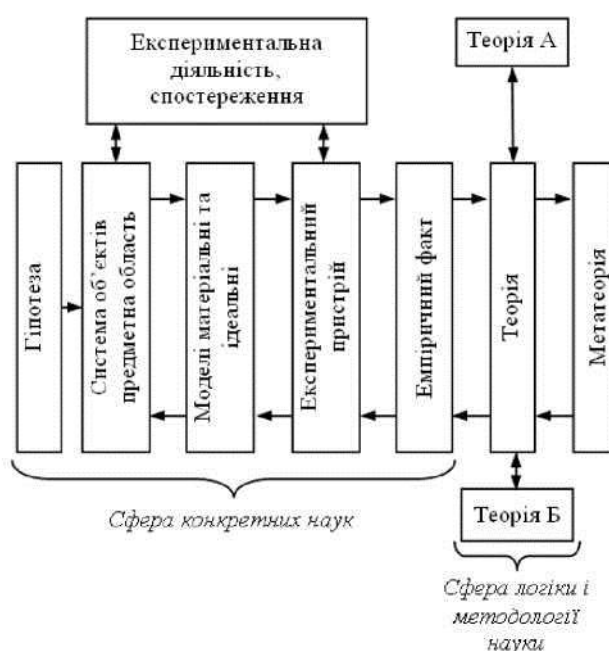 Експериментальна
діяльність,
спостереження
Теорія А
Гіпотеза
Система об’єктів
предметна область
Моделі матеріальні та
ідеальні
Експериментальний
пристрій
Емпіричний факт
Теорія
Метатеорія
Сфера конкретних наук
Теорія Б
Сфера логіки і
методології
науки